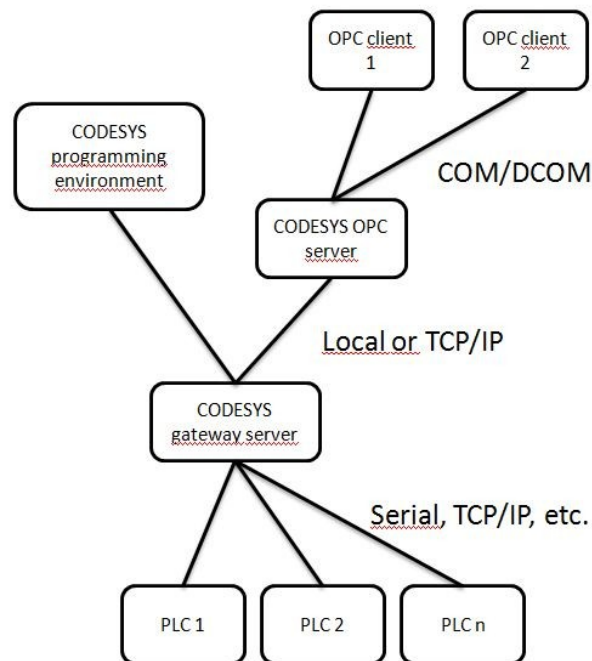 OPC client
1
OPC client
2
CODESYS
programming
environment
COM/DCOM
CODESYS OPC
server
Local or TCP/IP
CODESYS
gateway server
Serial, TCP/IP, etc.
PLC 1
PLC 2
PLC n